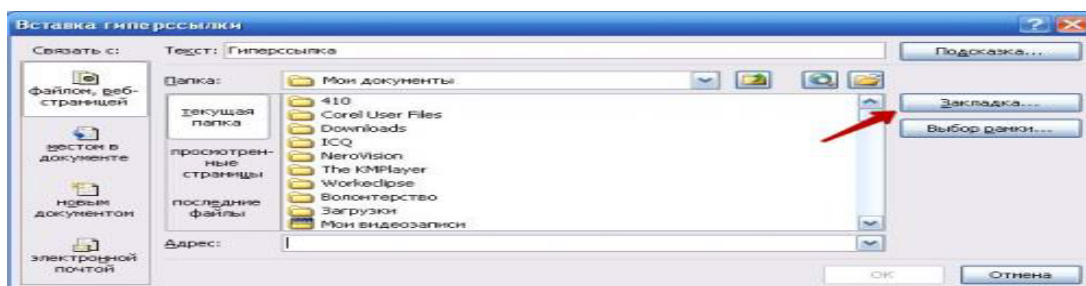 Вставка гиперссылки
Связать с:
Текст: Гиперссылка
Подсказка...
файлом, веб-
страницей
местом в
документе
новым
документом
электронной
почтой
Папка:
Мои документы
текущая
папка
просмотрен-
ные
страницы
последние
файлы
410
Corel User Files
Downloads
ICQ
NeroVision
The KMPlayer
Workeclipse
Волонтерство
Загрузки
Мои видеозаписи
Адрес:
Закладка...
Выбор рамки...
ОК
Отмена